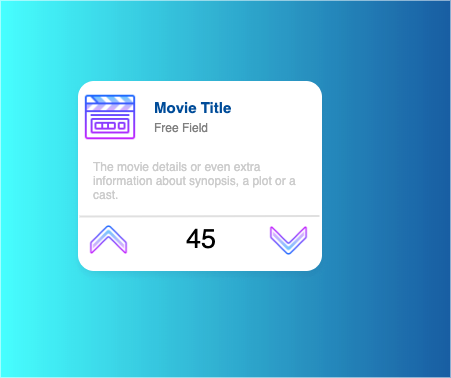 Movie Title
Free Field
The movie details or even extra
information about synopsis, a plot or a
cast.
45